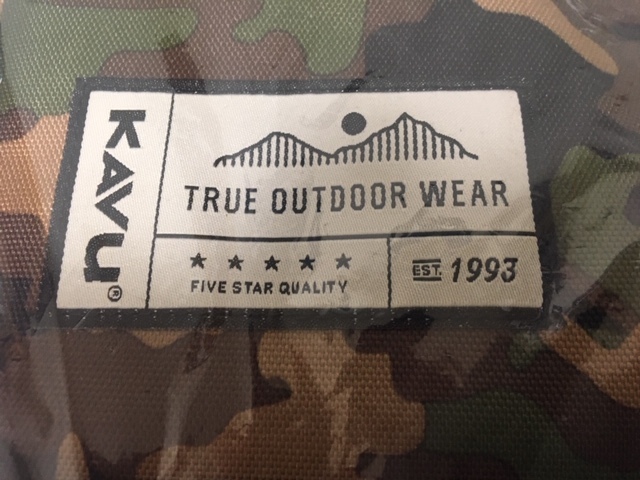 KAVU®
TRUE OUTDOOR WEAR
FIVE STAR QUALITY
EST. 1993